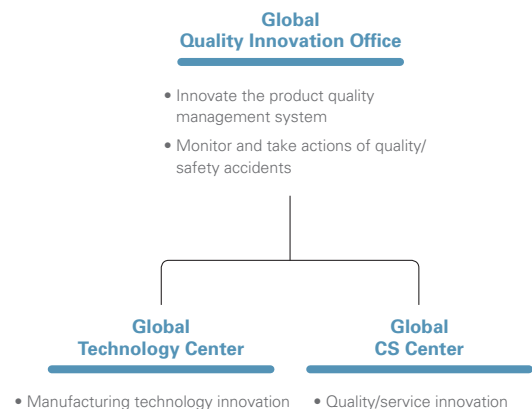 Global
Quality Innovation Office
• Innovate the product quality
management system
• Monitor and take actions of quality/
safety accidents
Global
Technology Center
• Manufacturing technology innovation
Global
CS Center
• Quality/service innovation